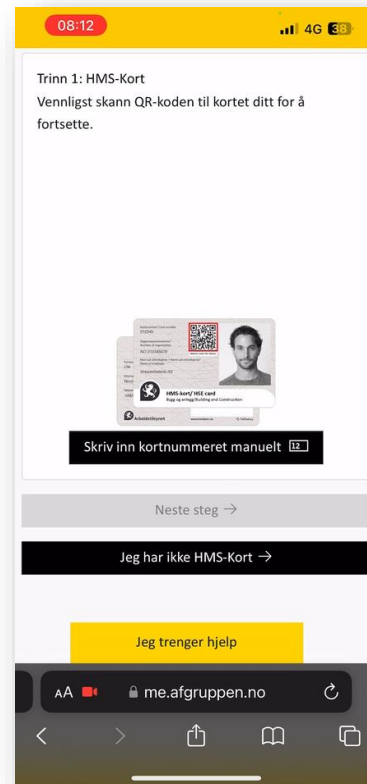 08:12
4G 38
Trinn 1: HMS-Kort
Vennligst skann QR-koden til kortet ditt for å
fortsette.
HMS-kort/ HSE card
Bygg og anlegg/Building and Construction
Arbeidstilsynet
Skriv inn kortnummeret manuelt 12
Neste steg →
Jeg har ikke HMS-Kort →
Jeg trenger hjelp
AA
me.afgruppen.no